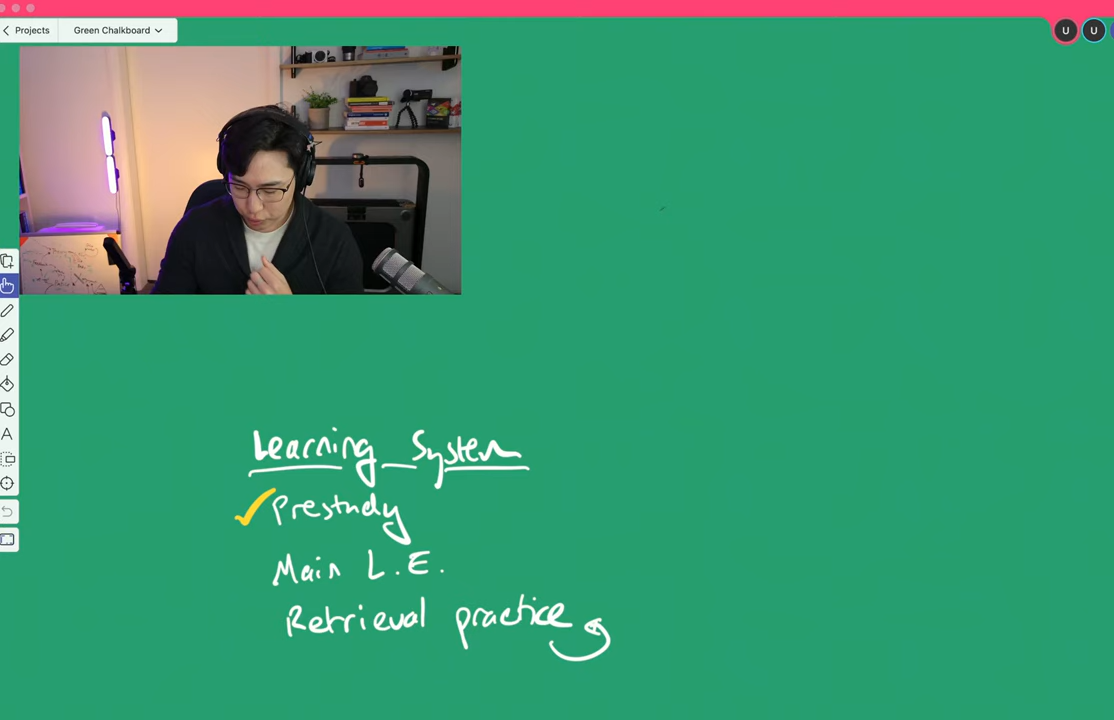 Projects
Green Chalkboard
U U
A
Learning System
Prestudy
Main L.E.
Retrieval practice